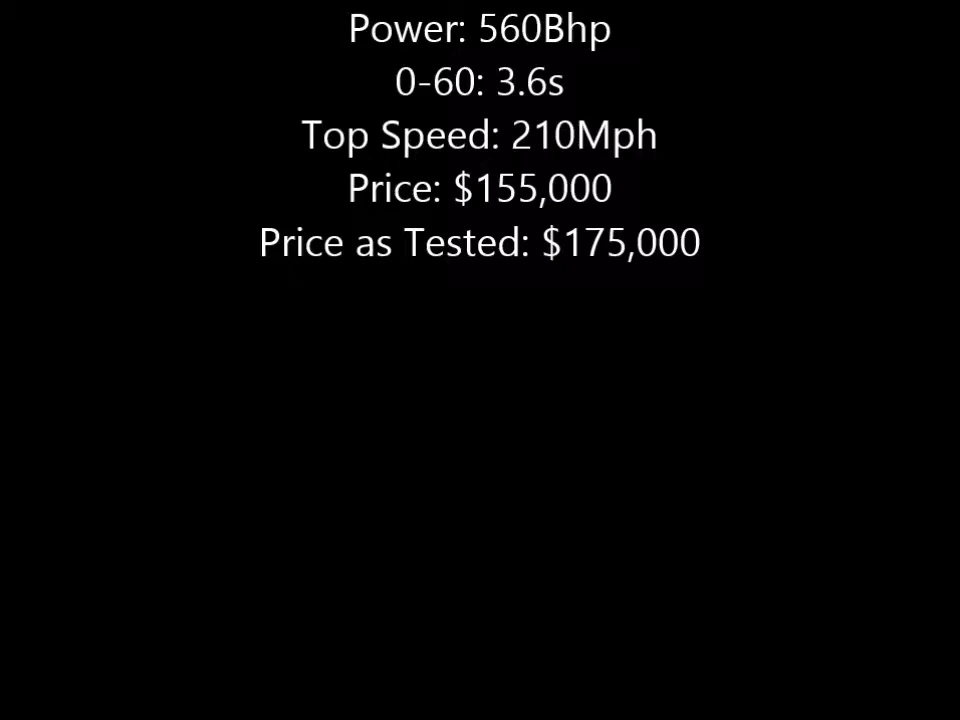 Power: 560Bhp
0-60: 3.6s
Top Speed: 210Mph
Price: $155,000
Price as Tested: $175,000